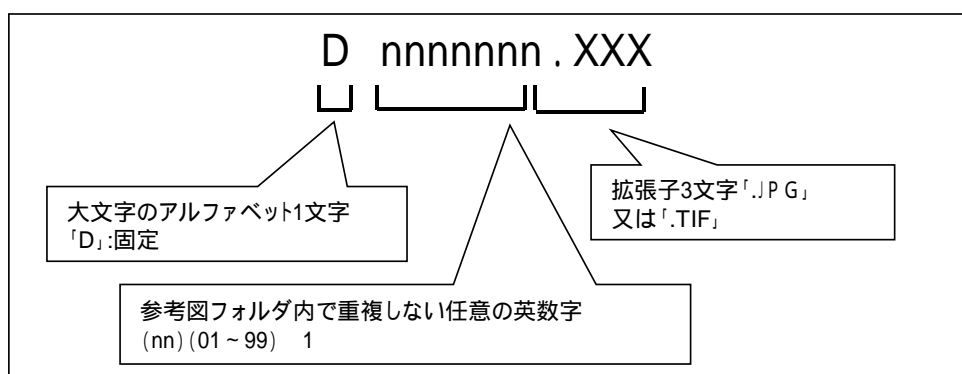 D nnnnnnn . XXX
大文字のアルファベット1文字
「D」:固定
拡張子3文字「.JPG」
又は「.TIF」
参考図フォルダ内で重複しない任意の英数字
(nn)(01~99) 1